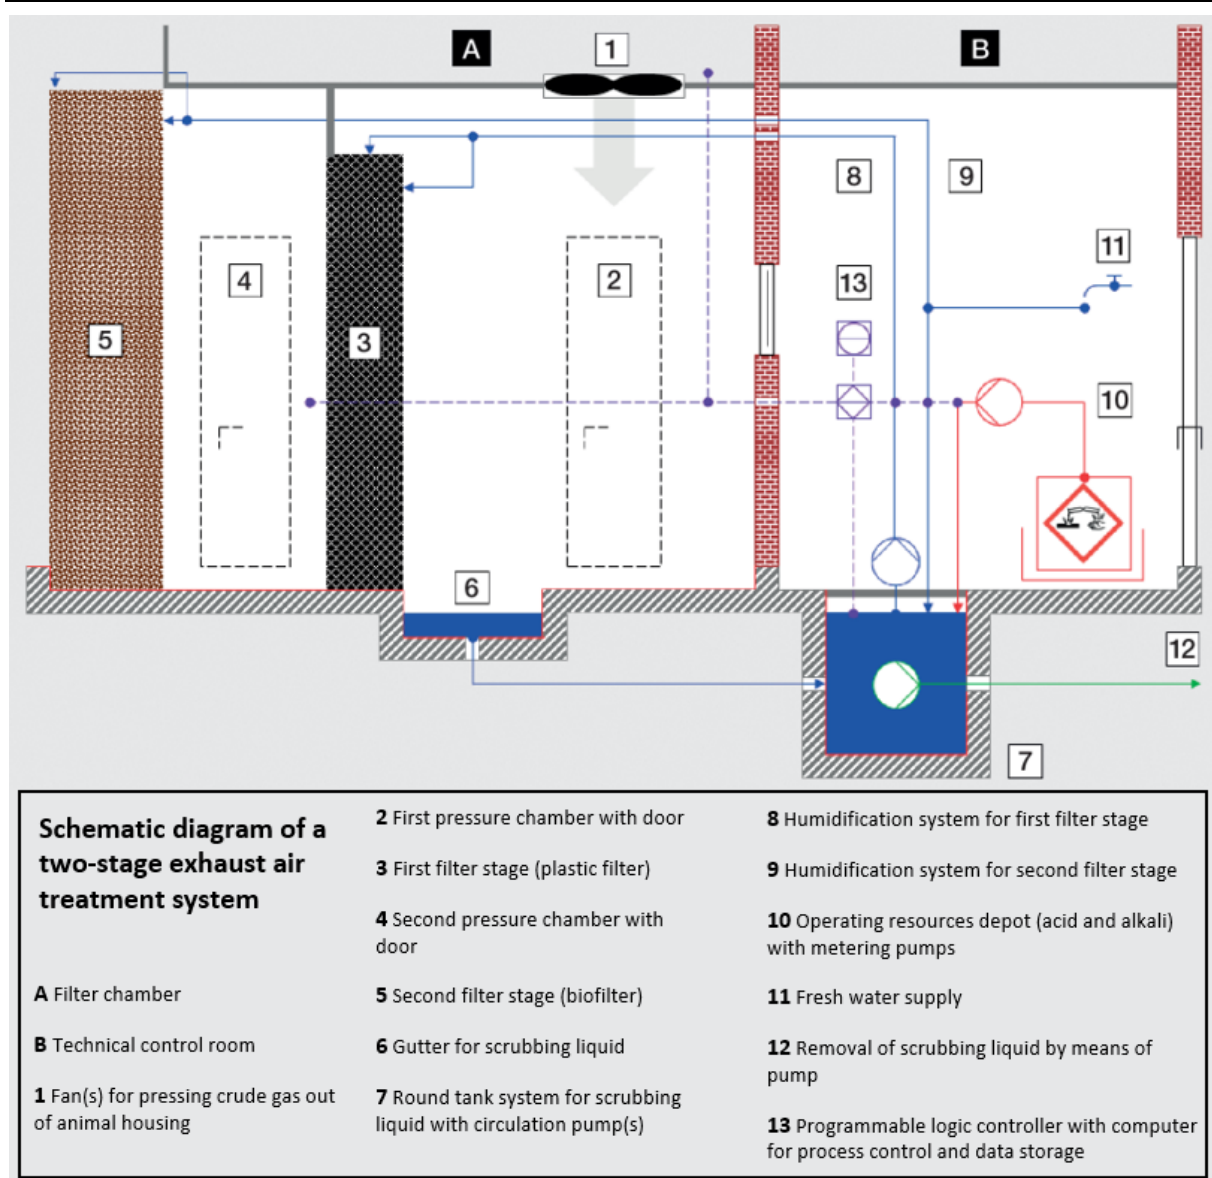 A
1
B
8
9
11
13
4
2
5
3
10
6
12
7
Schematic diagram of a
two-stage exhaust air
treatment system
A Filter chamber
B Technical control room
1 Fan(s) for pressing crude gas out
of animal housing
2 First pressure chamber with door
3 First filter stage (plastic filter)
4 Second pressure chamber with
door
5 Second filter stage (biofilter)
6 Gutter for scrubbing liquid
7 Round tank system for scrubbing
liquid with circulation pump(s)
8 Humidification system for first filter stage
9 Humidification system for second filter stage
10 Operating resources depot (acid and alkali)
with metering pumps
11 Fresh water supply
12 Removal of scrubbing liquid by means of
pump
13 Programmable logic controller with computer
for process control and data storage